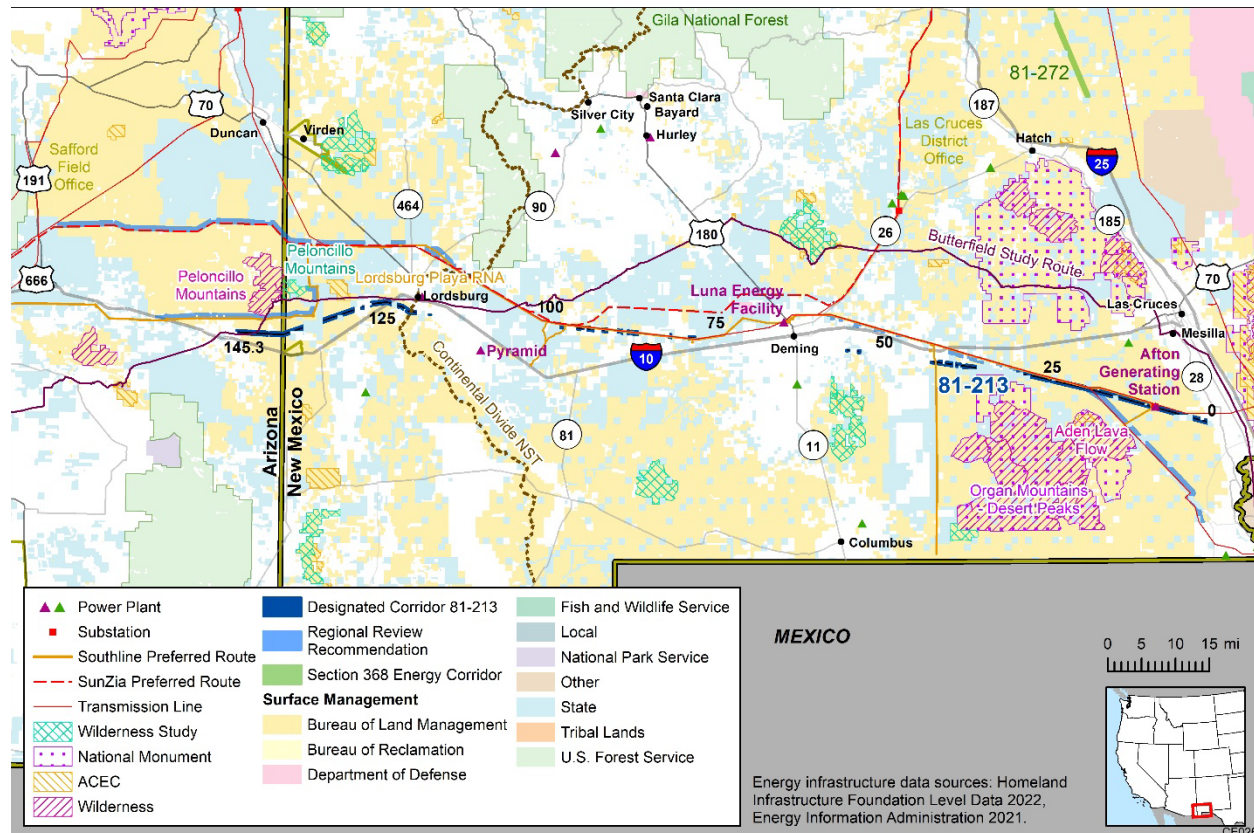 Gila National Forest
81-272
70
187
Santa Clara
Silver City
Bayard
Duncan
Virden
Hurley
Las Cruces
District
Office
Hatch
Safford
Field
Office
25
191
464
90
180
26
185
Peloncillo
Mountains
Butterfield Study Route
70
666
Peloncillo
Mountains
Lordsburg Playa RNA
Luna Energy
Facility
Las Cruces
Lordsburg
100
125
75
Mesilla
145.3
Pyramid
10
Deming
50
Afton
Generating
Station
25
28
81-213
0
Continental Divide NST
Arizona
New Mexico
81
11
Aden Lava
Flow
Organ Mountains
- Desert Peaks
Columbus
Power Plant
Substation
Southline Preferred Route
SunZia Preferred Route
Transmission Line
Wilderness Study
National Monument
ACEC
Wilderness
Designated Corridor 81-213
Regional Review
Recommendation
Section 368 Energy Corridor
Surface Management
Bureau of Land Management
Bureau of Reclamation
Department of Defense
Fish and Wildlife Service
Local
National Park Service
Other
State
Tribal Lands
U.S. Forest Service
MEXICO
0 5 10 15 mi
Energy infrastructure data sources: Homeland
Infrastructure Foundation Level Data 2022,
Energy Information Administration 2021.